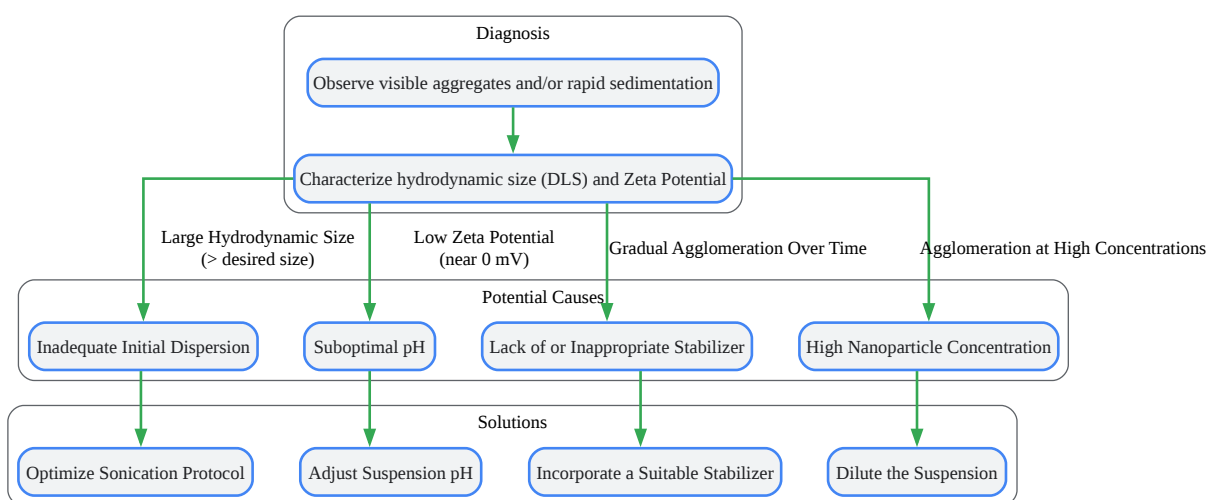 Diagnosis
Observe visible aggregates and/or rapid sedimentation
Characterize hydrodynamic size (DLS) and Zeta Potential
Large Hydrodynamic Size
(> desired size)
Low Zeta Potential
(near 0 mV)
Gradual Agglomeration Over Time
Agglomeration at High Concentrations
Potential Causes
Inadequate Initial Dispersion
Suboptimal pH
Lack of or Inappropriate Stabilizer
High Nanoparticle Concentration
Solutions
Optimize Sonication Protocol
Adjust Suspension pH
Incorporate a Suitable Stabilizer
Dilute the Suspension